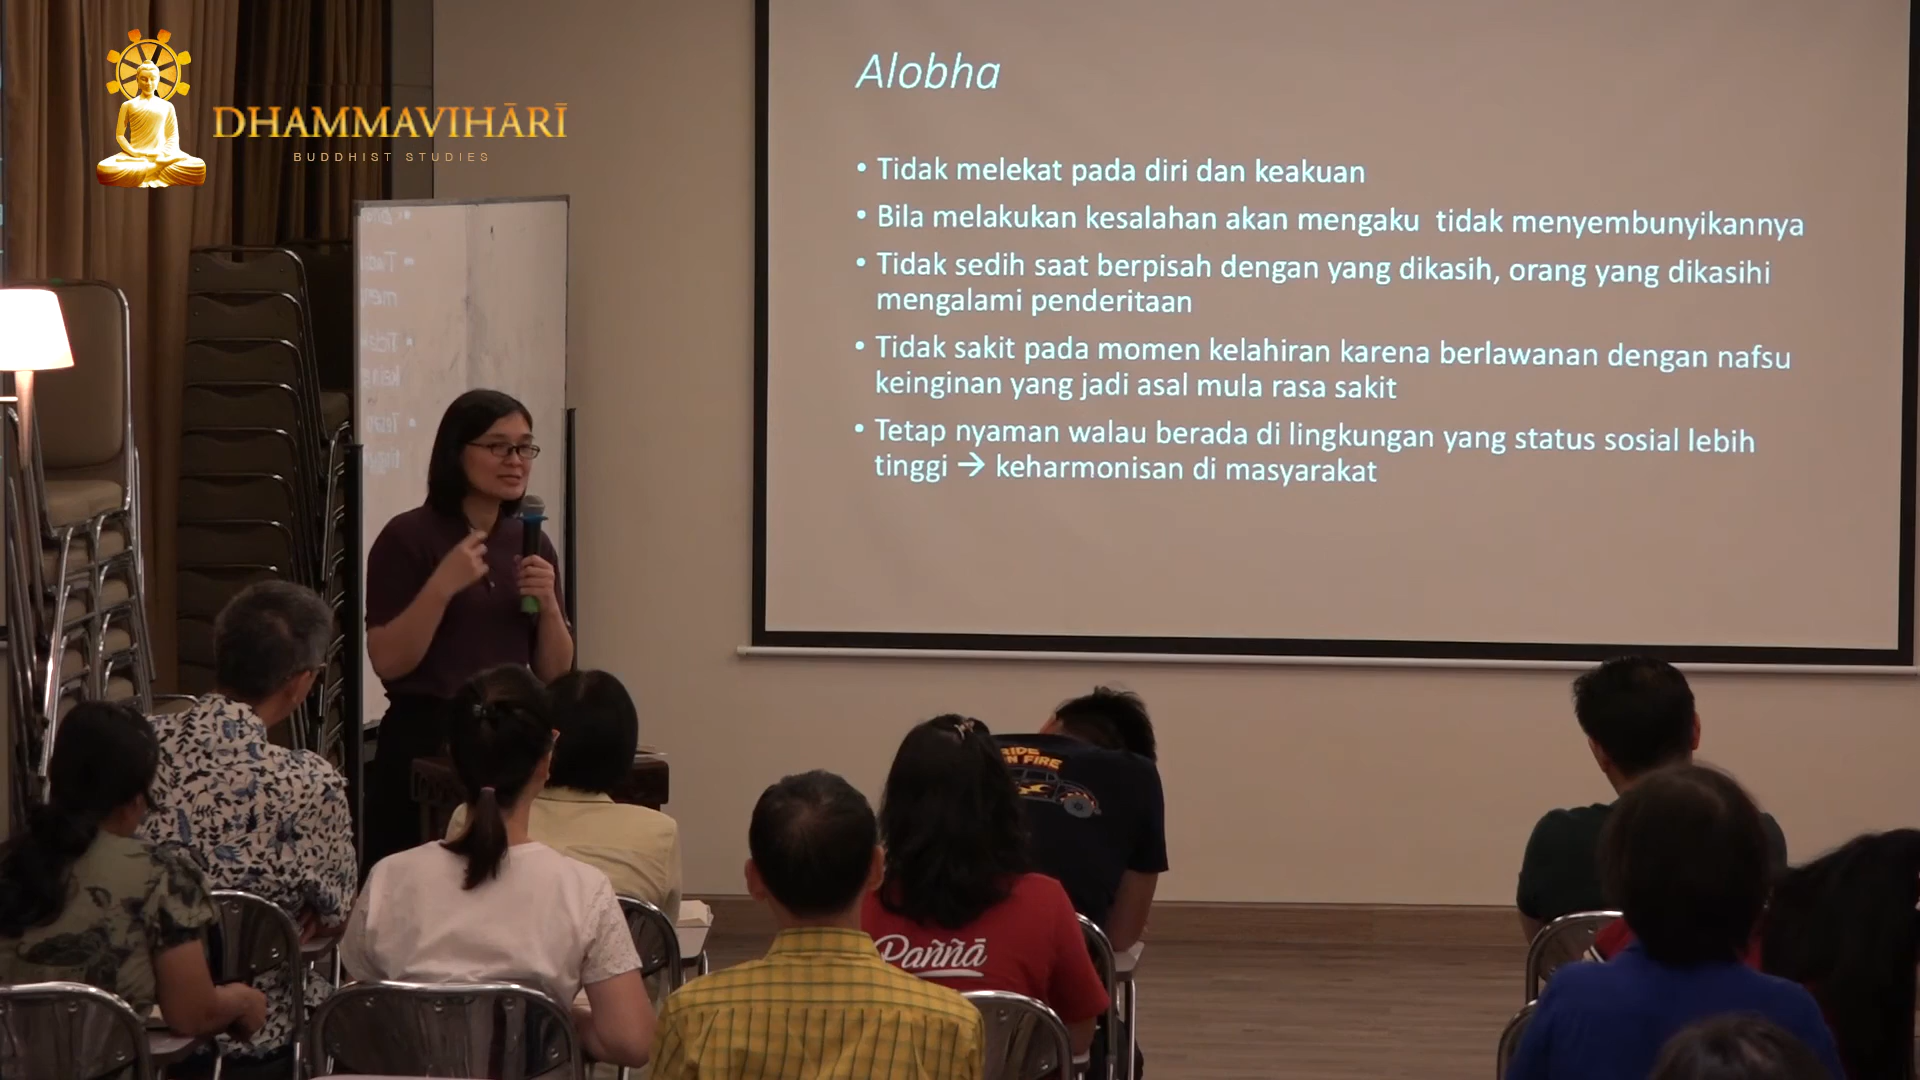 DHAMMAVIHĀRĪ
BUDDHIST STUDIES
Alobha
• Tidak melekat pada diri dan keakuan
• Bila melakukan kesalahan akan mengaku tidak menyembunyikannya
• Tidak sedih saat berpisah dengan yang dikasih, orang yang dikasihi
mengalami penderitaan
• Tidak sakit pada momen kelahiran karena berlawanan dengan nafsu
keinginan yang jadi asal mula rasa sakit
• Tetap nyaman walau berada di lingkungan yang status sosial lebih
tinggi → keharmonisan di masyarakat
RIDE
FIRE
Paññā